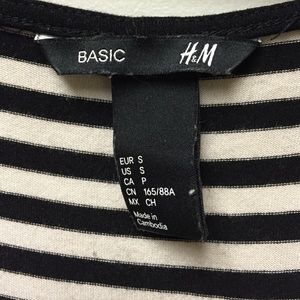 BASIC H&M
EUR S
US S
CA P
CN 165/88A
MX CH
Made in
Cambodia